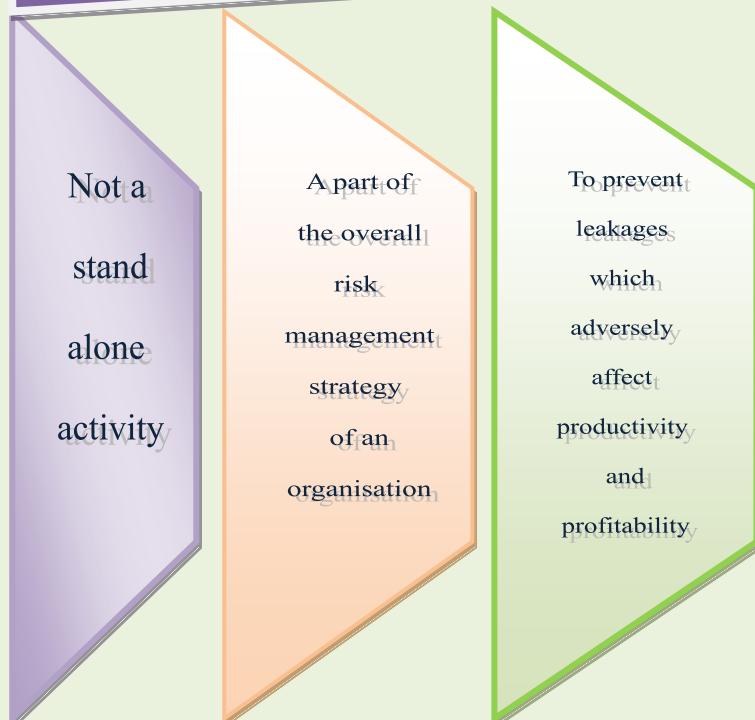 Not a
stand
alone
activity
A part of
the overall
risk
management
strategy
of an
organisation
To prevent
leakages
which
adversely
affect
productivity
and
profitability